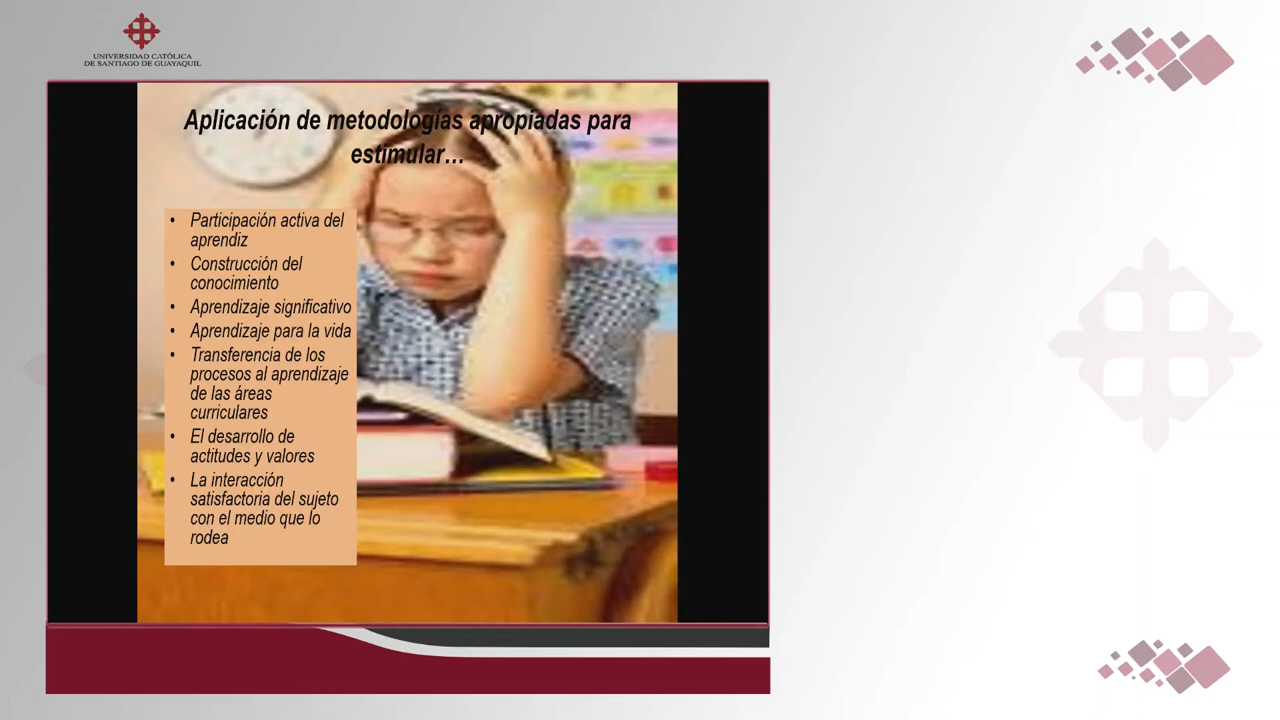 UNIVERSIDAD CATÓLICA
DE SANTIAGO DE GUAYAQUIL
Aplicación de metodologías apropiadas para
estimular…
• Participación activa del
aprendiz
• Construcción del
conocimiento
• Aprendizaje significativo
• Aprendizaje para la vida
• Transferencia de los
procesos al aprendizaje
de las áreas
curriculares
• El desarrollo de
actitudes y valores
• La interacción
satisfactoria del sujeto
con el medio que lo
rodea